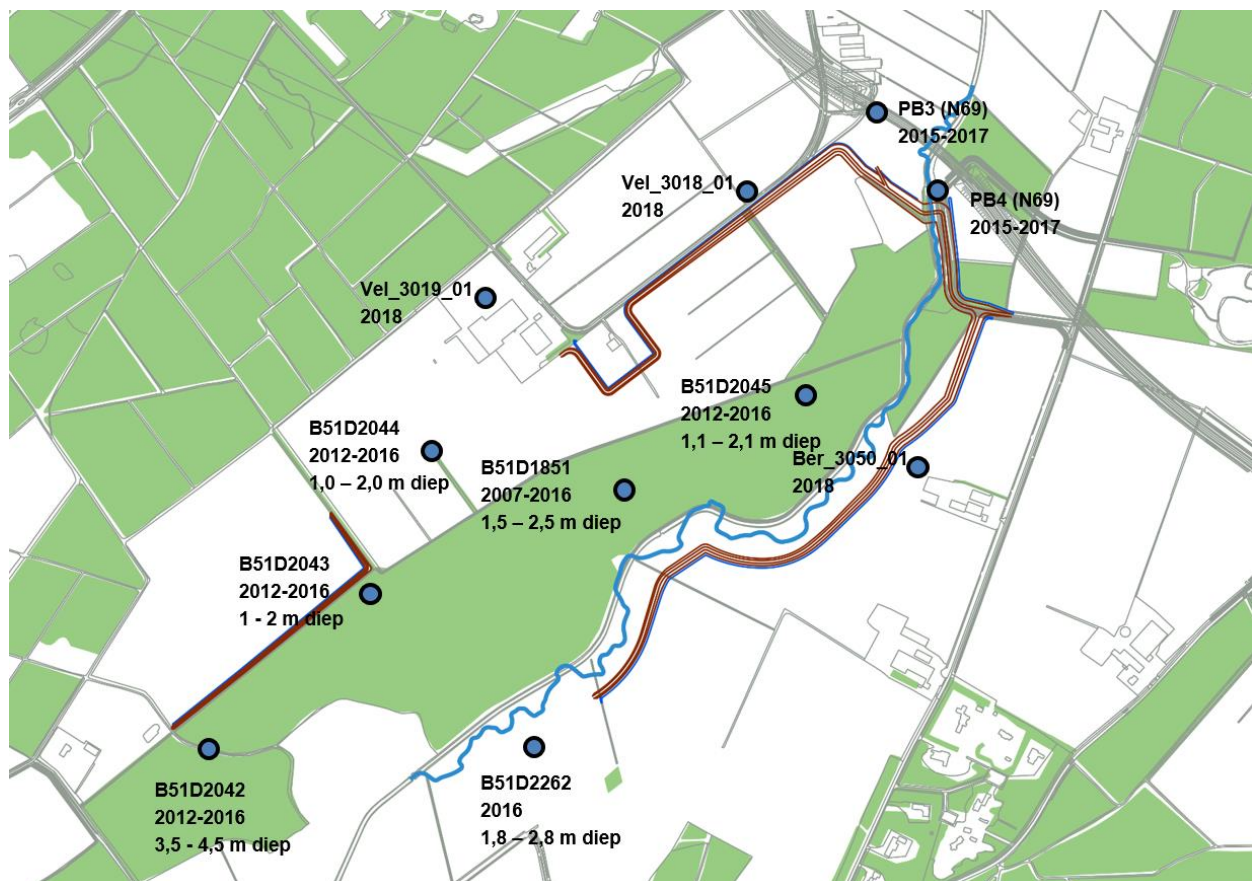 PB3 (N69)
2015-2017
Vel_3018_01
2018
PB4 (N69)
2015-2017
Vel_3019_01
2018
B51D2045
2012-2016
1,1 – 2,1 m diep
B51D2044
2012-2016
1,0 – 2,0 m diep
B51D1851
2007-2016
1,5 – 2,5 m diep
Ber_3050_01
2018
B51D2043
2012-2016
1 - 2 m diep
B51D2042
2012-2016
3,5 - 4,5 m diep
B51D2262
2016
1,8 – 2,8 m diep